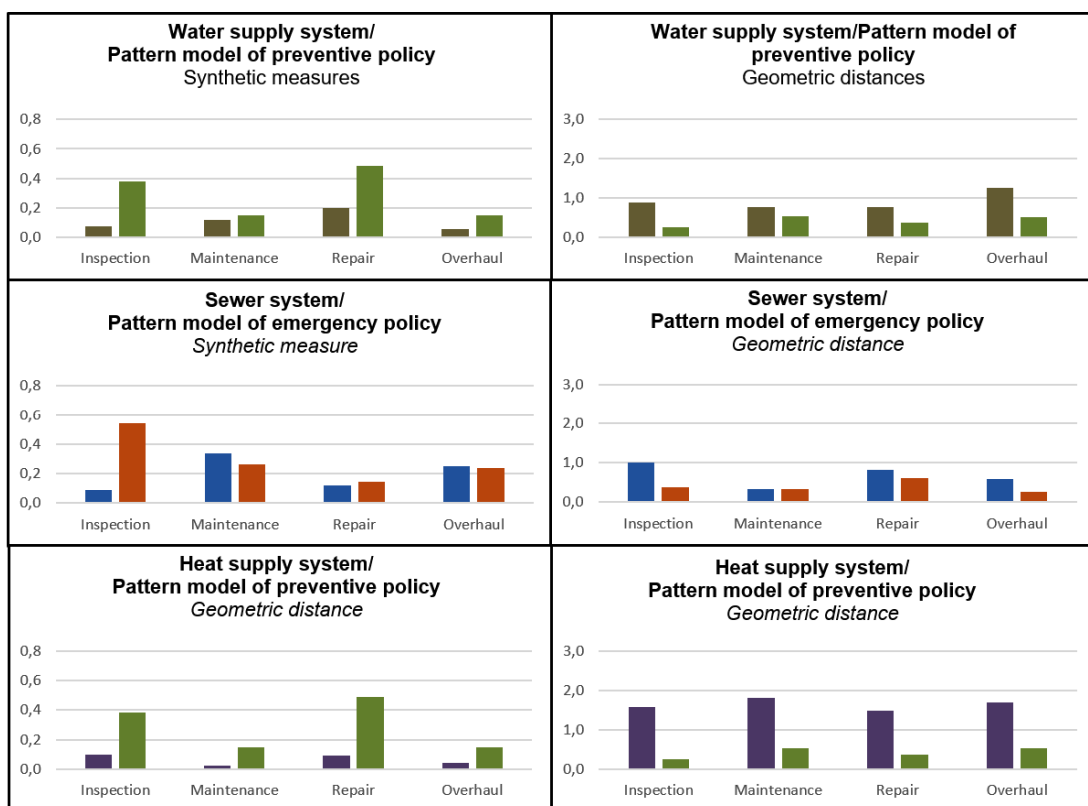 Water supply system/
Pattern model of preventive policy
Synthetic measures
0,8
0,6
0,4
0,2
0,0
Inspection Maintenance Repair Overhaul
Water supply system/Pattern model of
preventive policy
Geometric distances
3,0
2,0
1,0
0,0
Inspection Maintenance Repair Overhaul
Sewer system/
Pattern model of emergency policy
Synthetic measure
0,8
0,6
0,4
0,2
0,0
Inspection Maintenance Repair Overhaul
Sewer system/
Pattern model of emergency policy
Geometric distance
3,0
2,0
1,0
0,0
Inspection Maintenance Repair Overhaul
Heat supply system/
Pattern model of preventive policy
Geometric distance
0,8
0,6
0,4
0,2
0,0
Inspection Maintenance Repair Overhaul
Heat supply system/
Pattern model of preventive policy
Geometric distance
3,0
2,0
1,0
0,0
Inspection Maintenance Repair Overhaul